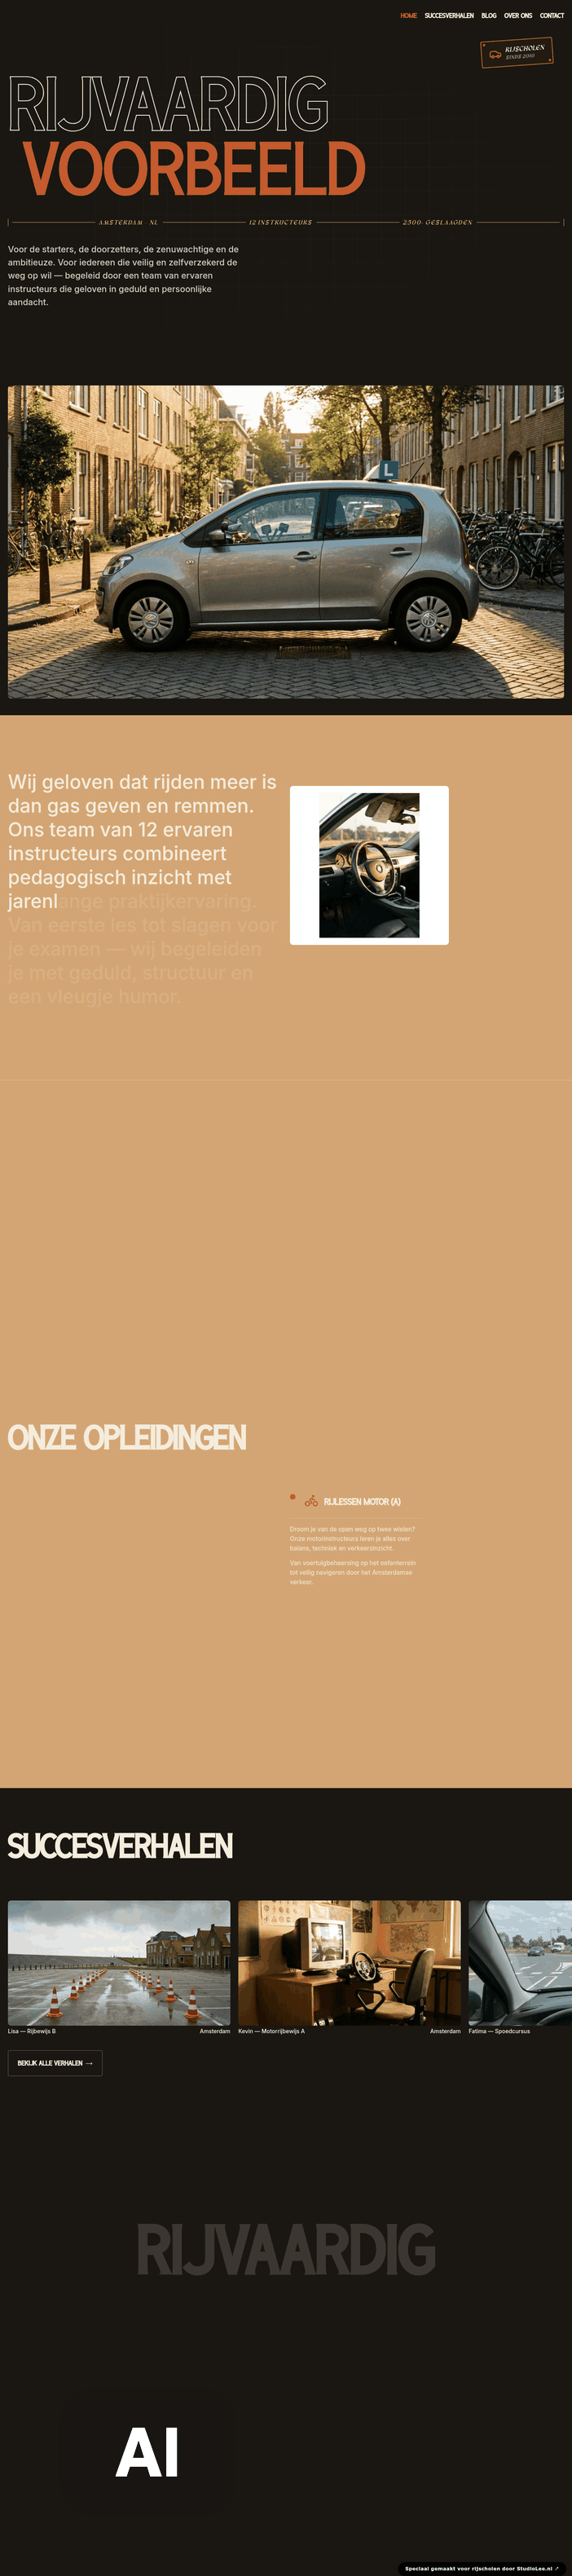 HOME SUCCESVERHALEN BLOG OVER ONS CONTACT
RIJSCHOLEN
SINDS 2010
RIJVAARDIG
VOORBEELD
AMSTERDAM NL
12 INSTRUCTEURS
2500 GESLAAGDEN
Voor de starters, de doorzetters, de zenuwachtige en de
ambitieuze. Voor iedereen die veilig en zelfverzekerd de
weg op wil — begeleid door een team van ervaren
instructeurs die geloven in geduld en persoonlijke
aandacht.
L
Wij geloven dat rijden meer is
dan gas geven en remmen.
Ons team van 12 ervaren
instructeurs combineert
pedagogisch inzicht met
jarenlange praktijkervaring.
Van eerste les tot slagen voor
je examen — wij begeleiden
je met geduld, structuur en
een vleugje humor.
ONZE OPLEIDINGEN
RIJLESSEN MOTOR (A)
Droom je van de open weg op twee wielen?
Onze motorinstructeurs leren je alles over
balans, techniek en verkeersinzicht.
Van voertuigbeheersing op het oefenterrein
tot veilig navigeren door het Amsterdamse
verkeer.
SUCCESVERHALEN
Lisa — Rijbewijs B
Amsterdam
Kevin — Motorrijbewijs A
Amsterdam
Fatima — Spoedcursus
BEKIJK ALLE VERHALEN →
RIJVAARDIG
AI
Speciaal gemaakt voor rijscholen door StudioLee.nl ↗